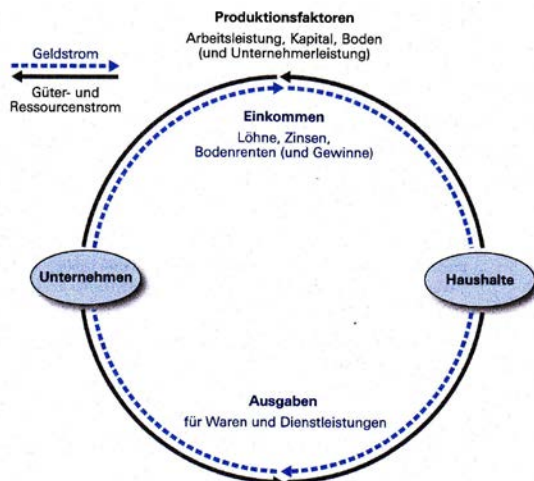 Produktionsfaktoren
Arbeitsleistung, Kapital, Boden
(und Unternehmerleistung)
Geldstrom
Güter- und
Ressourcenstrom
Einkommen
Löhne, Zinsen,
Bodenrenten (und Gewinne)
Unternehmen
Haushalte
Ausgaben
für Waren und Dienstleistungen